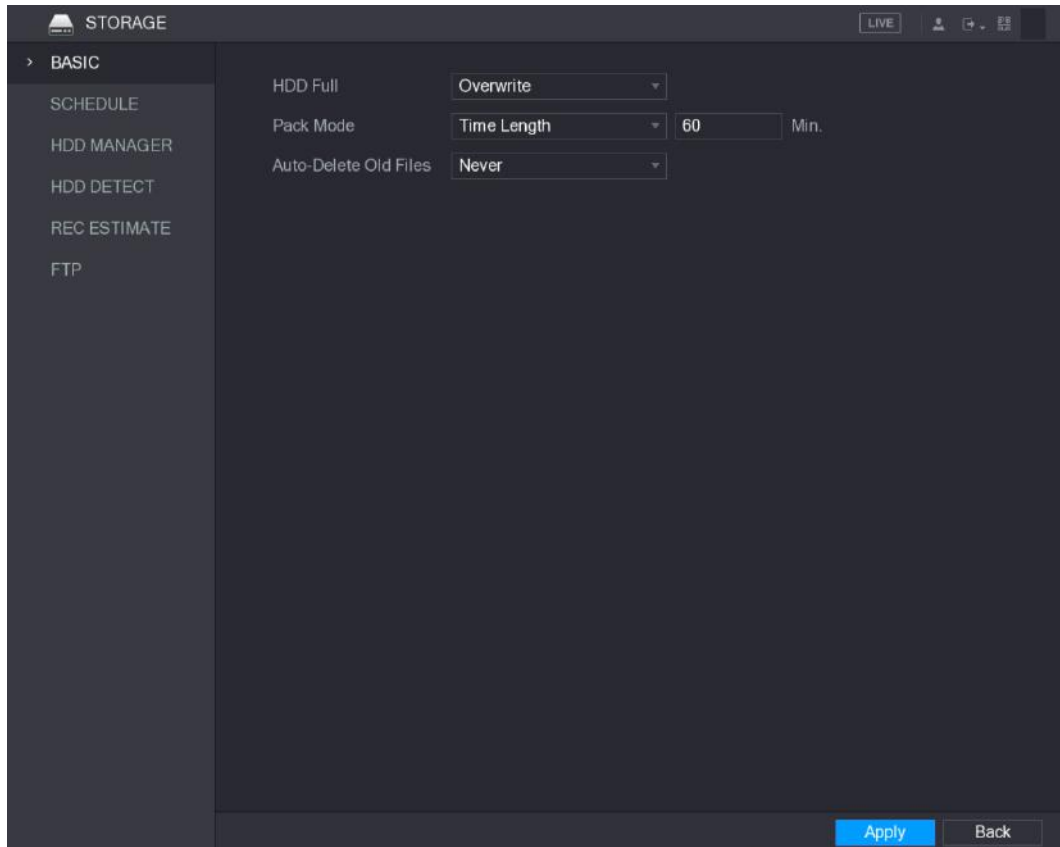 STORAGE
LIVE
BASIC
SCHEDULE
HDD MANAGER
HDD DETECT
REC ESTIMATE
FTP
HDD Full Overwrite
Pack Mode Time Length 60 Min.
Auto-Delete Old Files Never
Apply Back